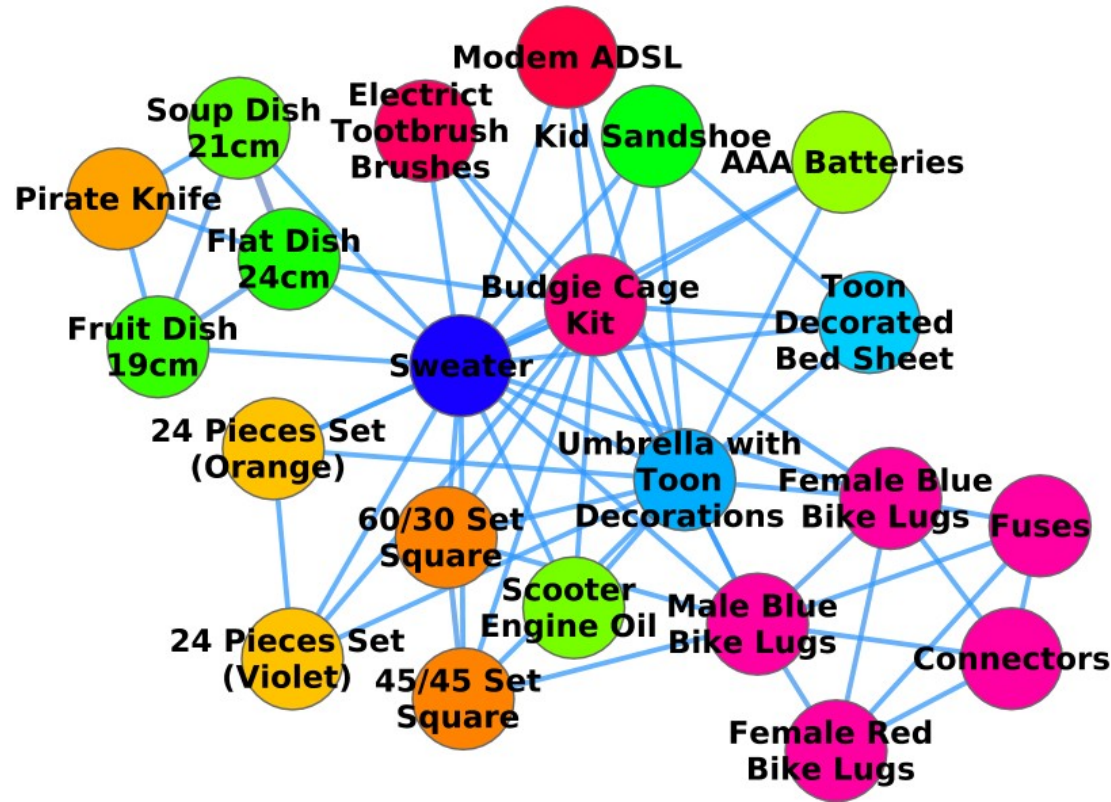 Modem ADSL
Electrict
Tootbrush
Brushes
Soup Dish
21cm
Kid Sandshoe
AAA Batteries
Pirate Knife
Flat Dish
24cm
Budgie Cage
Kit
Toon
Decorated
Bed Sheet
Fruit Dish
19cm
Sweater
24 Pieces Set
(Orange)
Umbrella with
Toon
Decorations
Female Blue
Bike Lugs
Fuses
60/30 Set
Square
Scooter
Engine Oil
Male Blue
Bike Lugs
24 Pieces Set
(Violet)
45/45 Set
Square
Connectors
Female Red
Bike Lugs